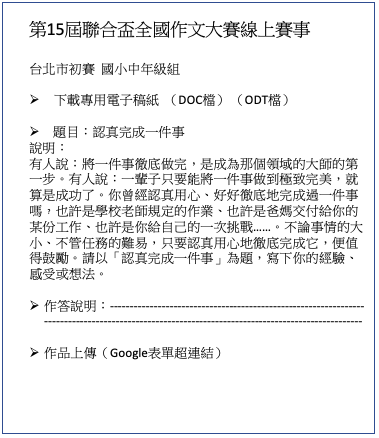 第15屆聯合盃全國作文大賽線上賽事
台北市初賽 國小中年級組
➢ 下載專用電子稿紙 （DOC檔）（ODT檔）
➢ 題目：認真完成一件事
說明：
有人說：將一件事徹底做完，是成為那個領域的大師的第
一步。有人說：一輩子只要能將一件事做到極致完美，就
算是成功了。你曾經認真用心、好好徹底地完成過一件事
嗎，也許是學校老師規定的作業、也許是爸媽交付給你的
某份工作、也許是你給自己的一次挑戰……。不論事情的大
小、不管任務的難易，只要認真用心地徹底完成它，便值
得鼓勵。請以「認真完成一件事」為題，寫下你的經驗、
感受或想法。
➢ 作答說明：----------------------------------------------------------------
--------------------------------------------------------------------------------
➢ 作品上傳（Google表單超連結）